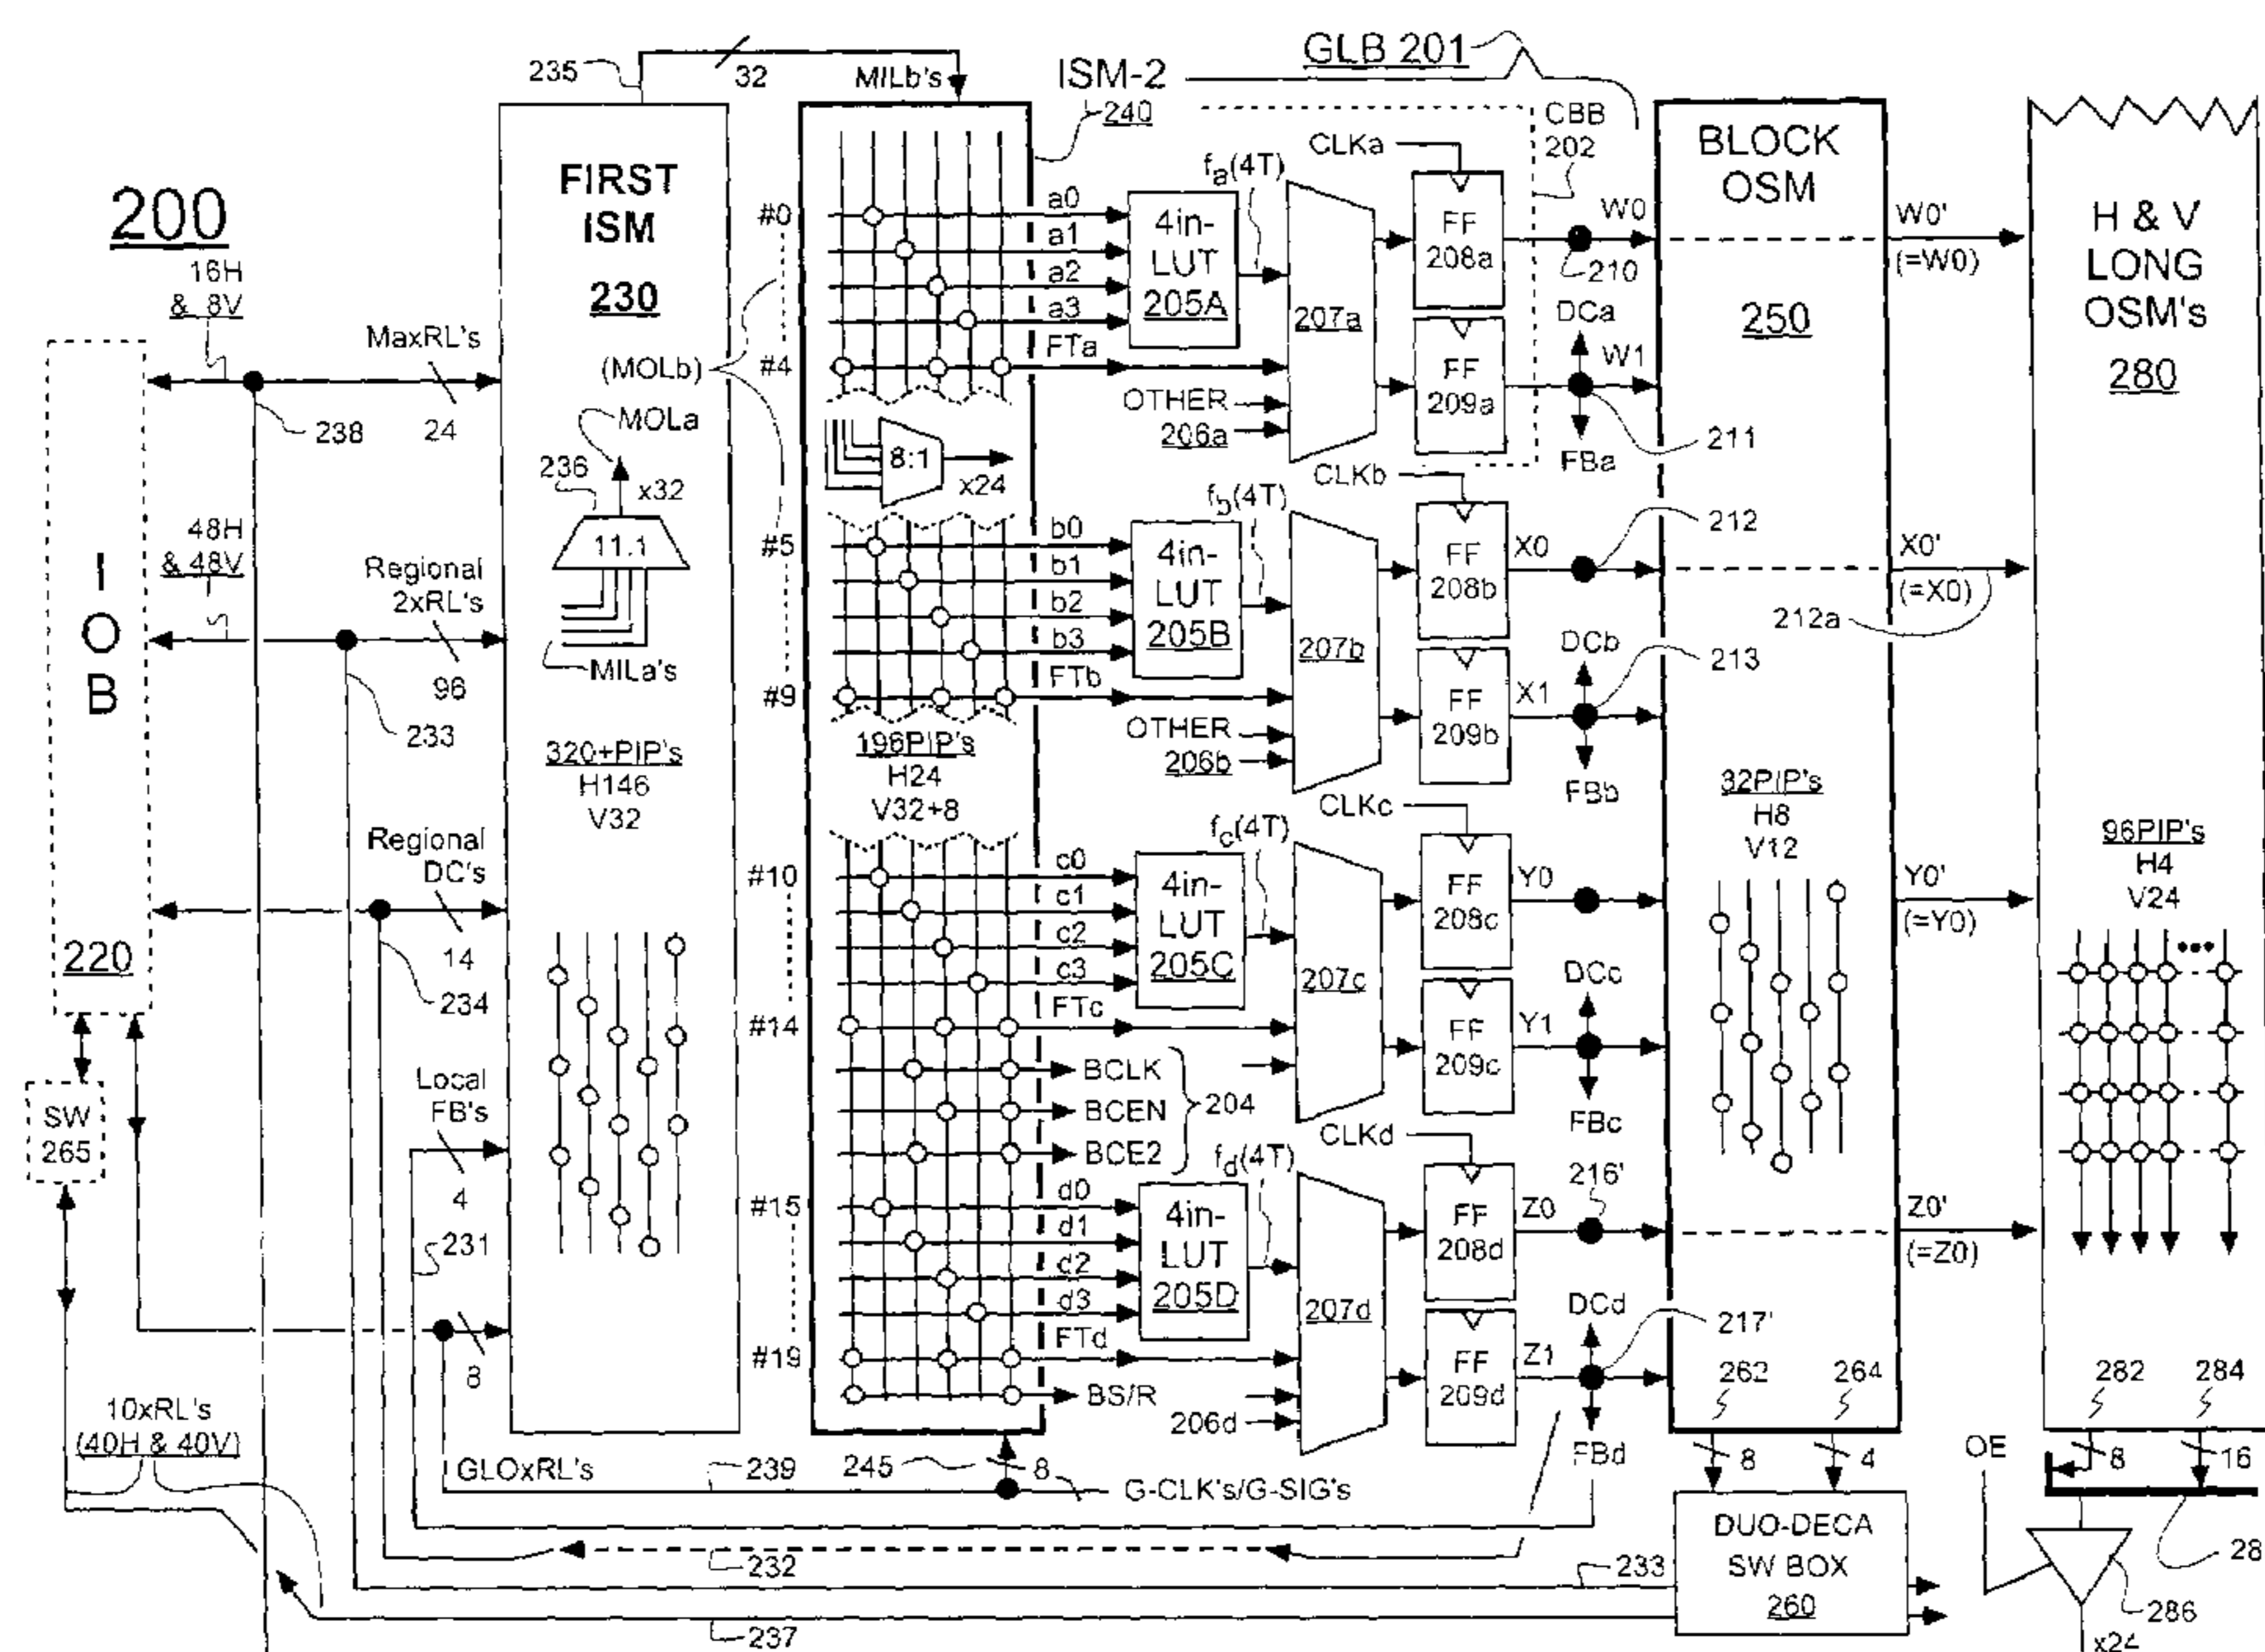 200
16H
& 8V
MaxRL's
24
238
48H
& 48V
Regional
2xRL's
96
233
I
O
B
220
Regional
DC's
14
234
Local
FB's
4
231
SW
265
8
10xRL's
(40H & 40V)
GLOxRL's
239
245
8
G-CLK's/G-SIG's
232
233
237
235
32
MILb's
FIRST
ISM
230
(MOLb)
MOLa
236
x32
11.1
MILa's
320+PIP's
H146
V32
ISM-2
240
GLB 201
#0
#4
#5
#9
#10
#14
#15
#19
8:1
x24
196PIP's
H24
V32+8
a0
a1
a2
a3
FTa
4in-
LUT
205A
fa(4T)
OTHER
206a
207a
CLKa
FF
208a
FF
209a
CBB
202
W0
210
DCa
W1
FBa
211
b0
b1
b2
b3
FTb
4in-
LUT
205B
fb(4T)
OTHER
206b
207b
CLKb
FF
208b
FF
209b
X0
212
DCb
X1
213
FBb
c0
c1
c2
c3
FTc
4in-
LUT
205C
fc(4T)
207c
CLKc
FF
208c
FF
209c
Y0
DCc
Y1
FBc
BCLK
BCEN
BCE2
204
d0
d1
c2
d3
FTd
BS/R
4in-
LUT
205D
fd(4T)
206d
207d
CLKd
FF
208d
FF
209d
Z0
216'
DCd
Z1
217'
FBd
BLOCK
OSM
250
32PIP's
H8
V12
262
264
8
4
DUO-DECA
SW BOX
260
W0'
(=W0)
X0'
(=X0)
212a
Y0'
(=Y0)
Z0'
(=Z0)
H & V
LONG
OSM's
280
96PIP's
H4
V24
282
284
OE
8
16
28
286
x24